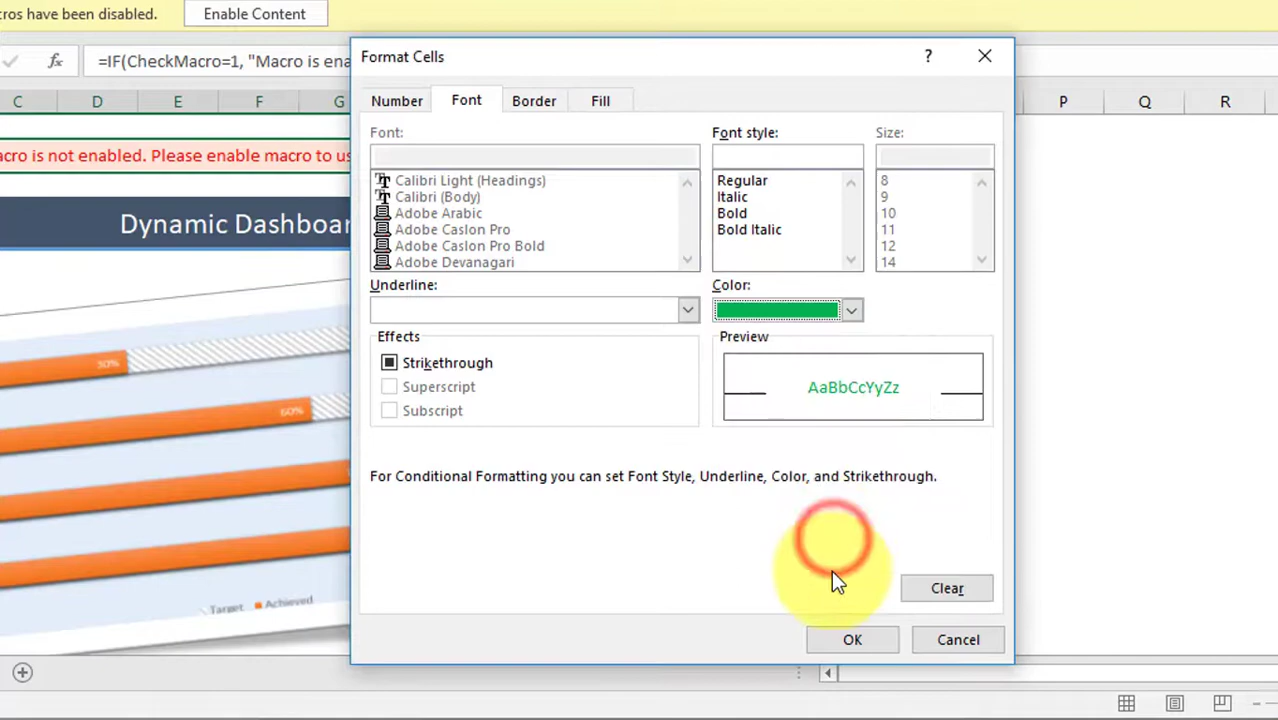 ros have been disabled.
Enable Content
fx
=IF(CheckMacro=1, "Macro is ena
C D E F G P Q R
acro is not enabled. Please enable macro to us
Dynamic Dashboar
30%
60%
Target Achieved
Format Cells
? ×
Number Font Border Fill
Font:
Font style:
Size:
Calibri Light (Headings)
Calibri (Body)
Adobe Arabic
Adobe Caslon Pro
Adobe Caslon Pro Bold
Adobe Devanagari
Regular
Italic
Bold
Bold Italic
8
9
10
11
12
14
Underline:
Color:
Effects
Strikethrough
Superscript
Subscript
Preview
AaBbCcYyZz
For Conditional Formatting you can set Font Style, Underline, Color, and Strikethrough.
Clear
OK
Cancel